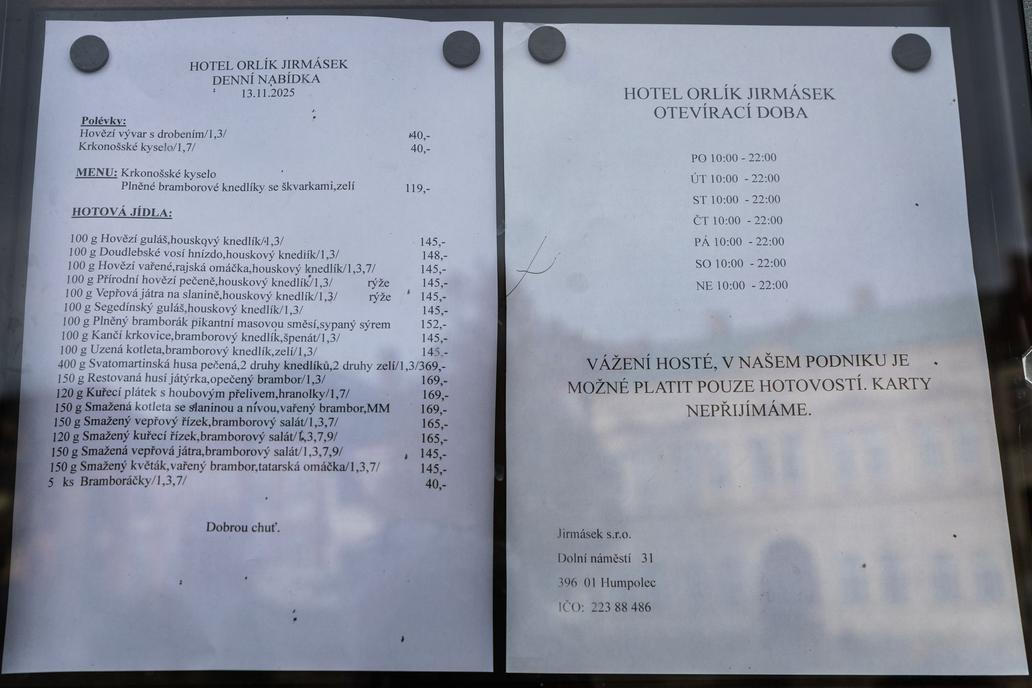 HOTEL ORLÍK JIRMÁSEK
DENNÍ NABÍDKA
13.11.2025
Polévky:
Hovězí vývar s drobením/1,3/ 40,-
Krkonošské kyselo/1,7/ 40,-
MENU: Krkonošské kyselo
Plněné bramborové knedlíky se škvarkami,zelí 119,-
HOTOVÁ JÍDLA:
100 g Hovězí guláš,houskový knedlík/1,3/ 145,-
100 g Doudlebské vosí hnízdo,houskový knedlík/1,3/ 148,-
100 g Hovězí vařené,rajská omáčka,houskový knedlík/1,3,7/ 145,-
100 g Přírodní hovězí pečeně,houskový knedlík/1,3/ rýže 145,-
100 g Vepřová játra na slanině,houskový knedlík/1,3/ rýže 145,-
100 g Segedínský guláš,houskový knedlík/1,3/ 145,-
100 g Plněný bramborák pikantní masovou směsí,sypaný sýrem 152,-
100 g Kančí krkovice,bramborový knedlík,špenát/1,3/ 145,-
100 g Uzená kotleta,bramborový knedlík,zelí/1,3/ 145,-
400 g Svatomartinská husa pečená,2 druhy knedlíků,2 druhy zelí/1,3/369,-
150 g Restovaná husí játýrka,opečený brambor/1,3/ 169,-
120 g Kuřecí plátek s houbovým přelivem,hranolky/1,7/ 169,-
150 g Smažená kotleta se slaninou a nívou,vařený brambor,MM 169,-
150 g Smažený vepřový řízek,bramborový salát/1,3,7/ 165,-
120 g Smažený kuřecí řízek,bramborový salát/1,3,7,9/ 165,-
150 g Smažená vepřová játra,bramborový salát/1,3,7,9/ 145,-
150 g Smažený květák,vařený brambor,tatarská omáčka/1,3,7/ 145,-
5 ks Bramboráčky/1,3,7/ 40,-
Dobrou chuť.
HOTEL ORLÍK JIRMÁSEK
OTEVÍRACÍ DOBA
PO 10:00 - 22:00
ÚT 10:00 - 22:00
ST 10:00 - 22:00
ČT 10:00 - 22:00
PÁ 10:00 - 22:00
SO 10:00 - 22:00
NE 10:00 - 22:00
VÁŽENÍ HOSTÉ, V NAŠEM PODNIKU JE
MOŽNÉ PLATIT POUZE HOTOVOSTÍ. KARTY
NEPŘIJÍMÁME.
Jirmásek s.r.o.
Dolní náměstí 31
396 01 Humpolec
IČO: 223 88 486